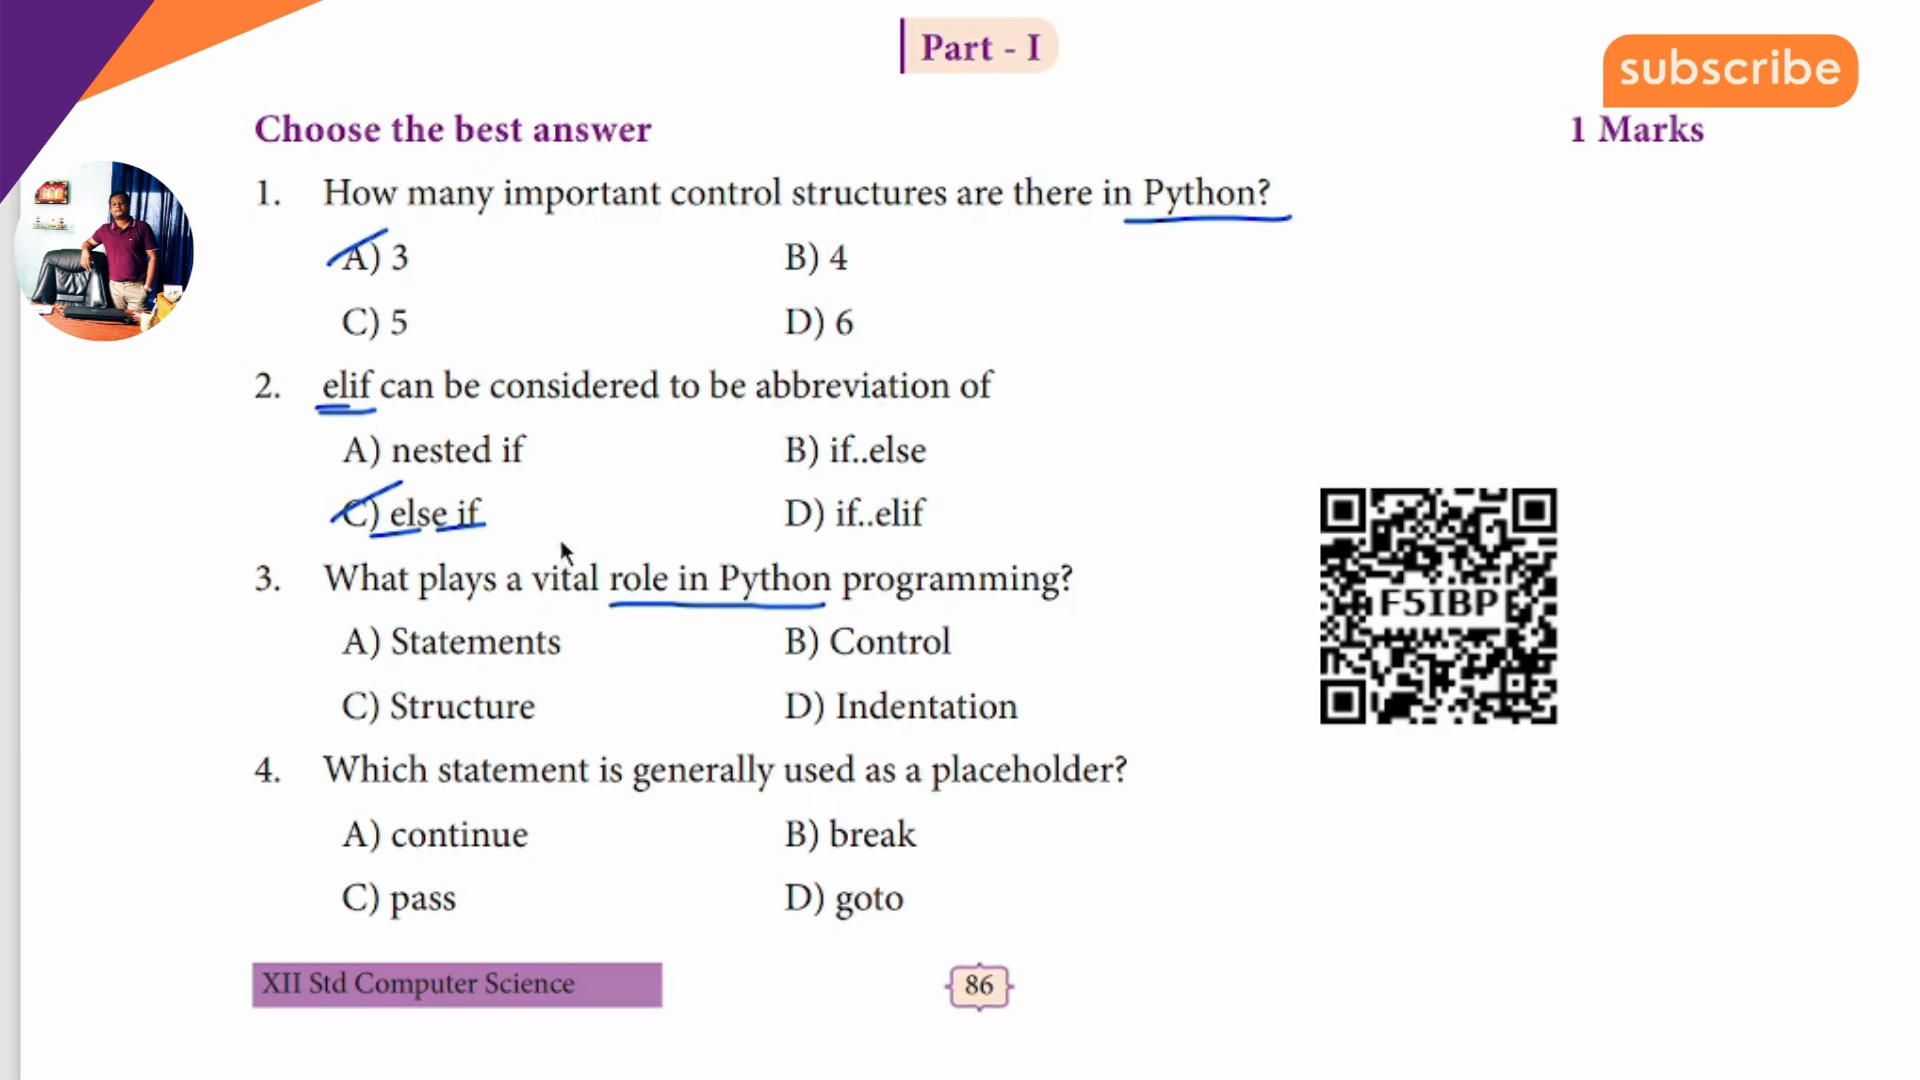 Part - I
subscribe
Choose the best answer 1 Marks
1. How many important control structures are there in Python?
A) 3 B) 4
C) 5 D) 6
2. elif can be considered to be abbreviation of
A) nested if B) if..else
C) else if D) if..elif
3. What plays a vital role in Python programming?
A) Statements B) Control
C) Structure D) Indentation
F5IBPE
4. Which statement is generally used as a placeholder?
A) continue B) break
C) pass D) goto
XII Std Computer Science 86